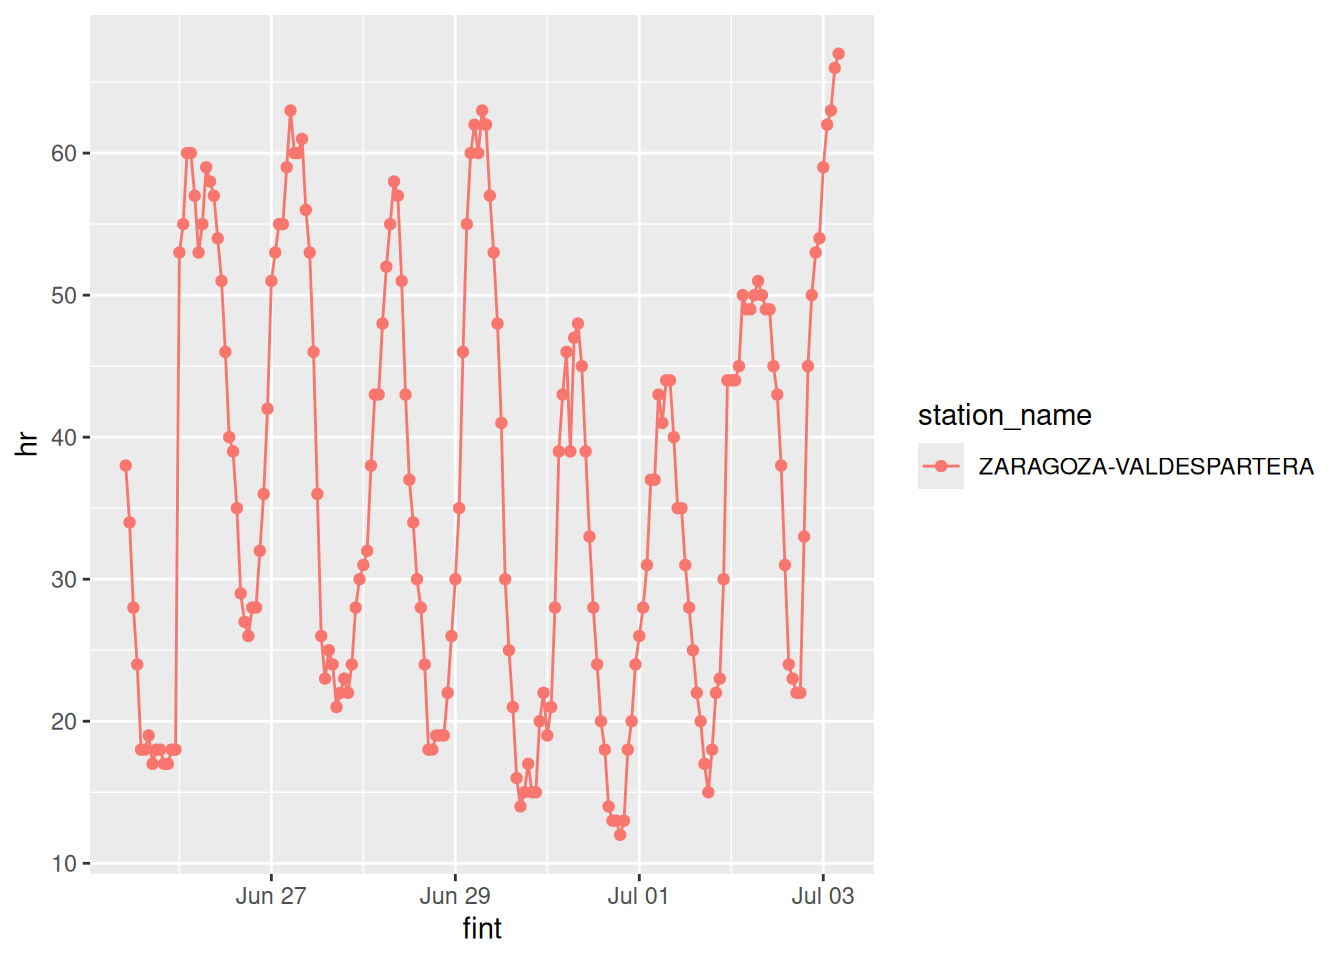 60
50
40
30
20
10
hr
Jun 27
Jun 29
Jul 01
Jul 03
fint
station_name
ZARAGOZA-VALDESPARTERA